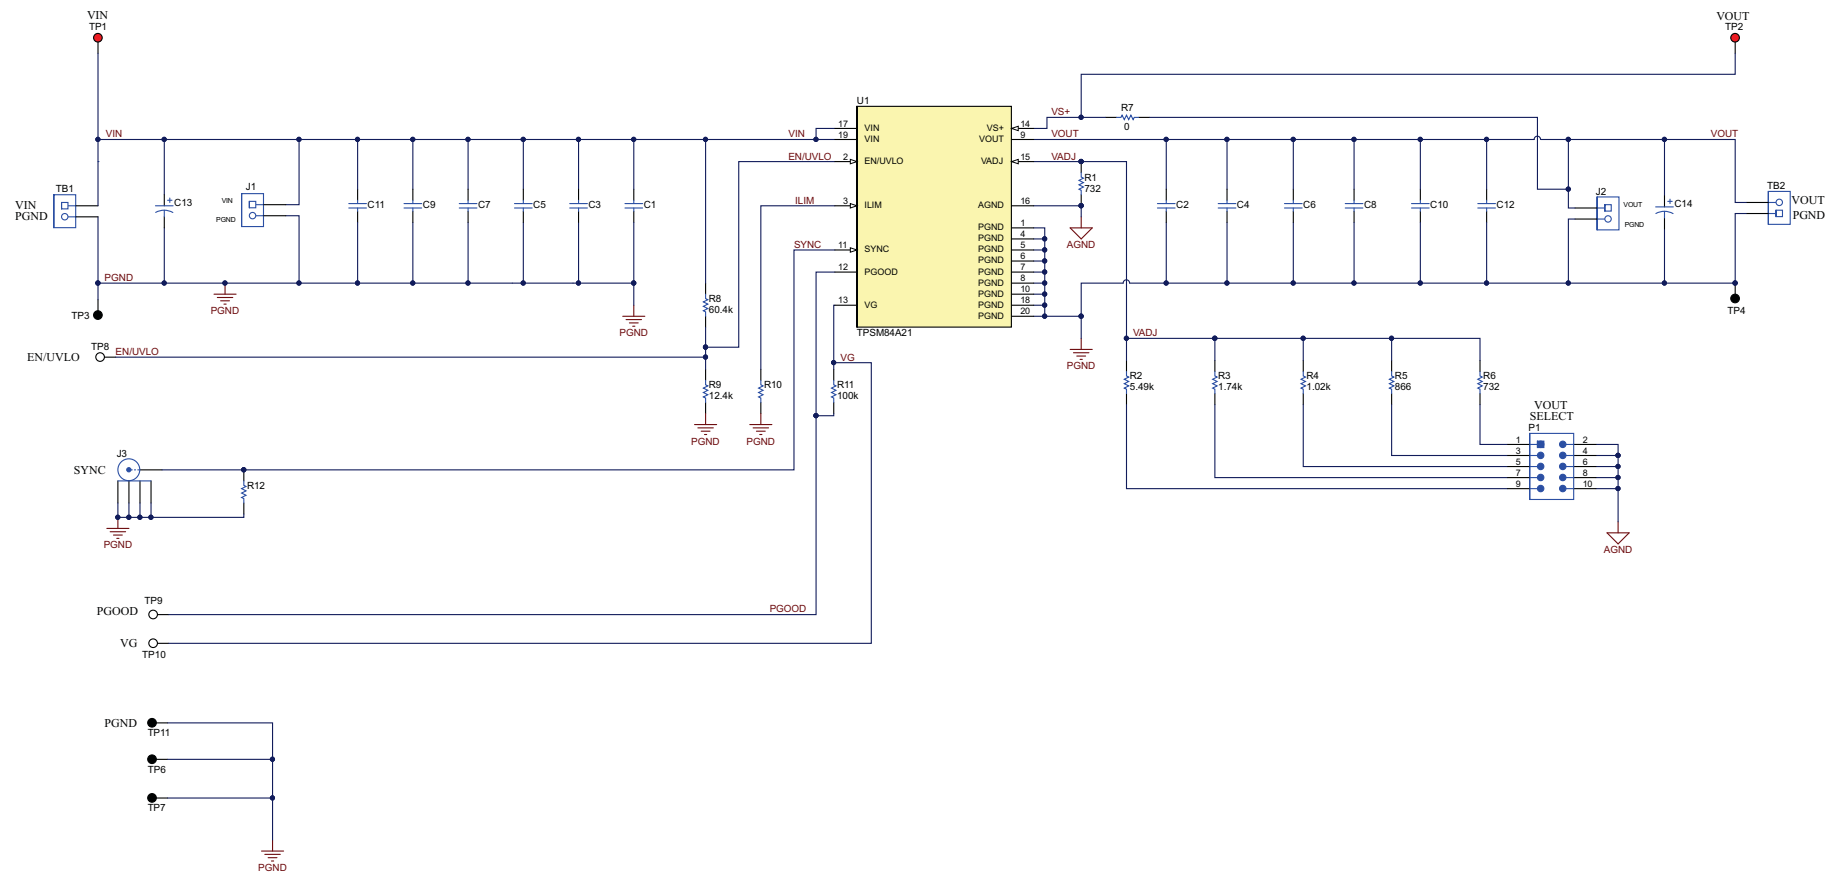 VIN
TP1
VOUT
TP2
U1
VIN
VIN
17
VIN
19
VIN
EN/UVLO
2
EN/UVLO
ILIM
3
ILIM
SYNC
11
SYNC
12
PGOOD
13
VG
TPSM84A21
VS+
14
VS+
VOUT
9
VOUT
VADJ
15
VADJ
AGND
16
PGND
1
PGND
4
PGND
5
PGND
6
PGND
7
PGND
8
PGND
10
PGND
18
PGND
20
R7
0
VOUT
R1
732
AGND
TB1
VIN
PGND
C13
J1
VIN
PGND
C11
C9
C7
C5
C3
C1
PGND
PGND
PGND
TP3
C2
C4
C6
C8
C10
C12
J2
VOUT
PGND
C14
TB2
VOUT
PGND
TP4
R8
60.4k
EN/UVLO
TP8
EN/UVLO
R9
12.4k
PGND
R10
PGND
VG
R11
100k
PGND
VADJ
R2
5.49k
R3
1.74k
R4
1.02k
R5
866
R6
732
VOUT
SELECT
P1
1
2
3
4
5
6
7
8
9
10
AGND
SYNC
J3
R12
PGND
PGOOD
TP9
PGOOD
VG
TP10
PGND
TP11
TP6
TP7
PGND